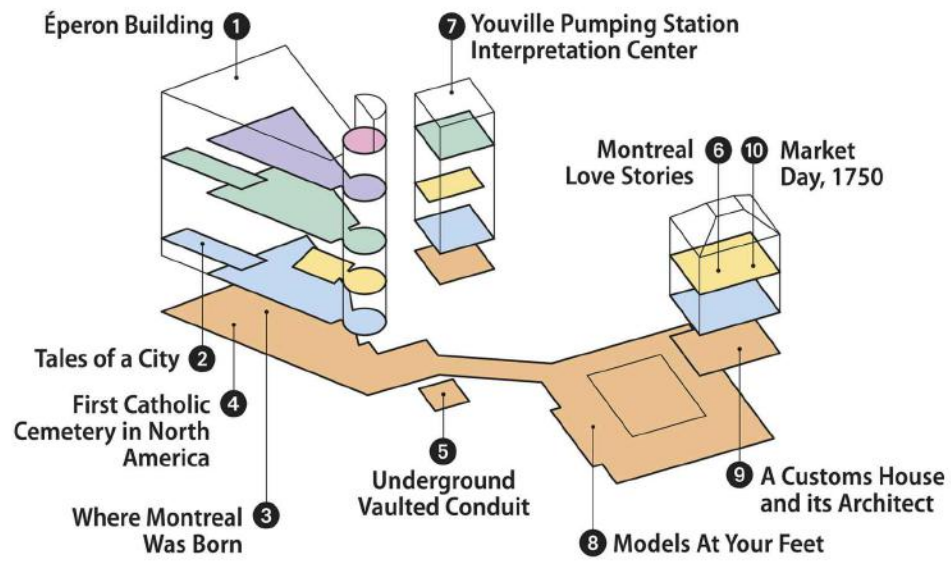 Éperon Building 1
7 Youville Pumping Station
Interpretation Center
Montreal 6 10 Market
Love Stories Day, 1750
Tales of a City 2
First Catholic 4
Cemetery in North
America
5
Underground
Vaulted Conduit
Where Montreal 3
Was Born
9 A Customs House
and its Architect
8 Models At Your Feet